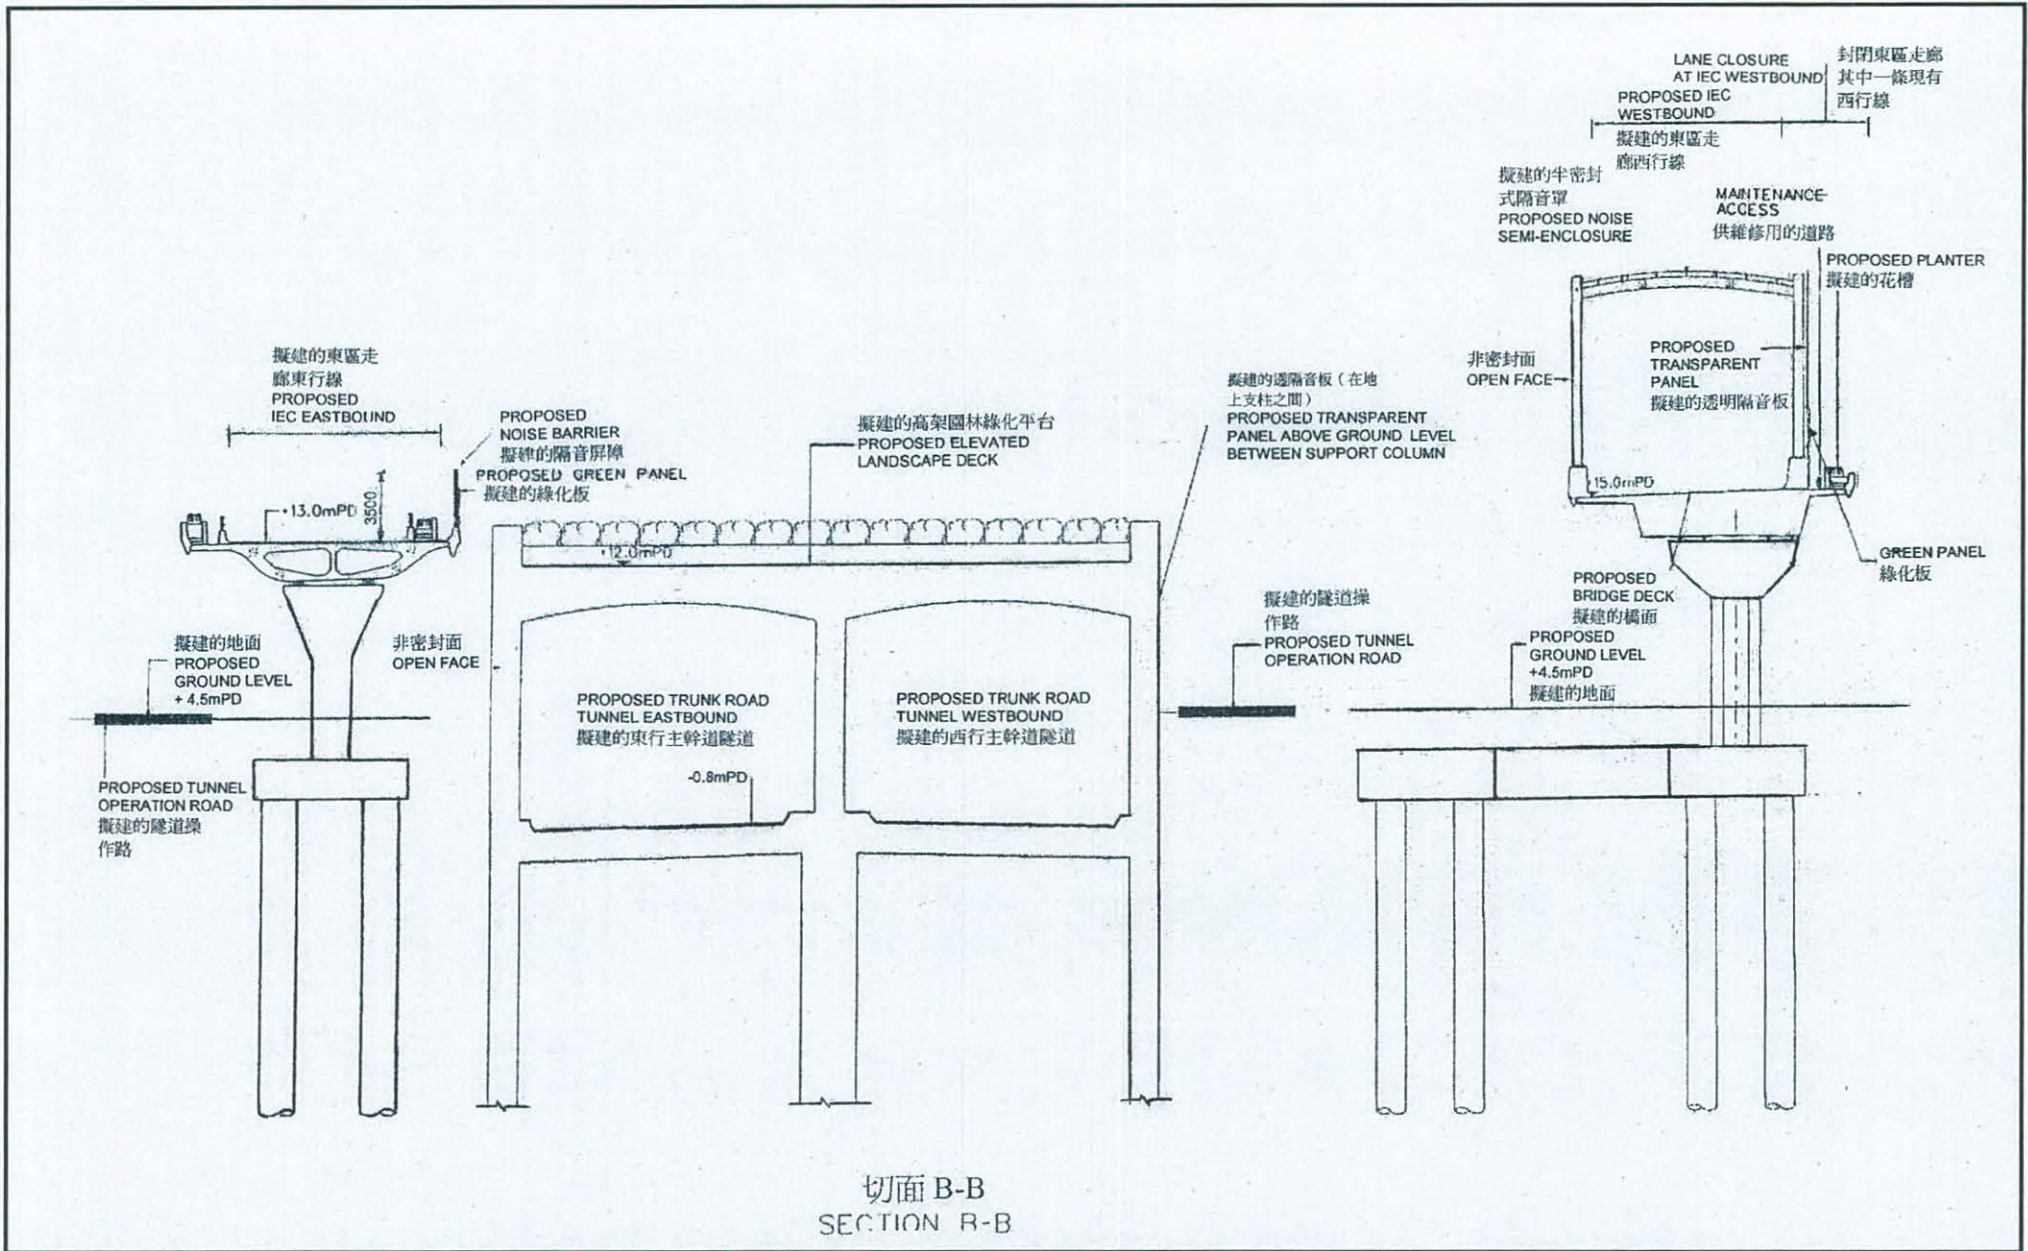 LANE CLOSURE
AT IEC WESTBOUND
封閉東區走廊
其中一條現有
西行線
PROPOSED IEC
WESTBOUND
擬建的東區走
廊西行線
擬建的半密封
式隔音罩
PROPOSED NOISE
SEMI-ENCLOSURE
MAINTENANCE
ACCESS
供維修用的道路
PROPOSED PLANTER
擬建的花槽
非密封面
OPEN FACE
PROPOSED
TRANSPARENT
PANEL
擬建的透明隔音板
15.0mPD
GREEN PANEL
綠化板
PROPOSED
BRIDGE DECK
擬建的橋面
PROPOSED
GROUND LEVEL
+4.5mPD
擬建的地面
擬建的東區走
廊東行線
PROPOSED
IEC EASTBOUND
PROPOSED
NOISE BARRIER
擬建的隔音屏障
PROPOSED GREEN PANEL
擬建的綠化板
+13.0mPD
3500
擬建的高架園林綠化平台
PROPOSED ELEVATED
LANDSCAPE DECK
擬建的透隔音板（在地
上支柱之間）
PROPOSED TRANSPARENT
PANEL ABOVE GROUND LEVEL
BETWEEN SUPPORT COLUMN
+12.0mPD
擬建的地面
PROPOSED
GROUND LEVEL
+ 4.5mPD
非密封面
OPEN FACE
PROPOSED TRUNK ROAD
TUNNEL EASTBOUND
擬建的東行主幹道隧道
-0.8mPD
PROPOSED TRUNK ROAD
TUNNEL WESTBOUND
擬建的西行主幹道隧道
擬建的隧道操
作路
PROPOSED TUNNEL
OPERATION ROAD
PROPOSED TUNNEL
OPERATION ROAD
擬建的隧道操
作路
切面 B-B
SECTION B-B